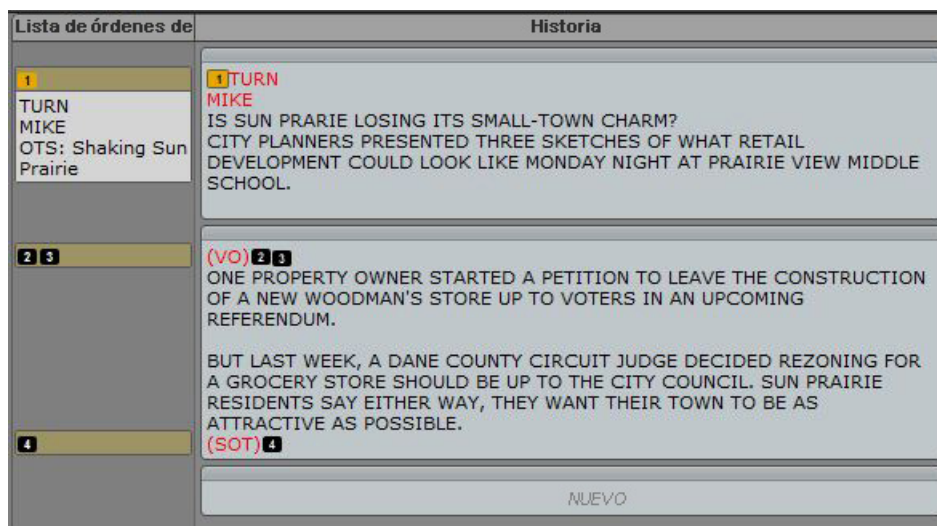 Lista de órdenes de
Historia
1
TURN
MIKE
OTS: Shaking Sun
Prairie
1 TURN
MIKE
IS SUN PRARIE LOSING ITS SMALL-TOWN CHARM?
CITY PLANNERS PRESENTED THREE SKETCHES OF WHAT RETAIL
DEVELOPMENT COULD LOOK LIKE MONDAY NIGHT AT PRAIRIE VIEW MIDDLE
SCHOOL.
2 3
(VO) 2 3
ONE PROPERTY OWNER STARTED A PETITION TO LEAVE THE CONSTRUCTION
OF A NEW WOODMAN'S STORE UP TO VOTERS IN AN UPCOMING
REFERENDUM.
BUT LAST WEEK, A DANE COUNTY CIRCUIT JUDGE DECIDED REZONING FOR
A GROCERY STORE SHOULD BE UP TO THE CITY COUNCIL. SUN PRAIRIE
RESIDENTS SAY EITHER WAY, THEY WANT THEIR TOWN TO BE AS
ATTRACTIVE AS POSSIBLE.
4
(SOT) 4
NUEVO